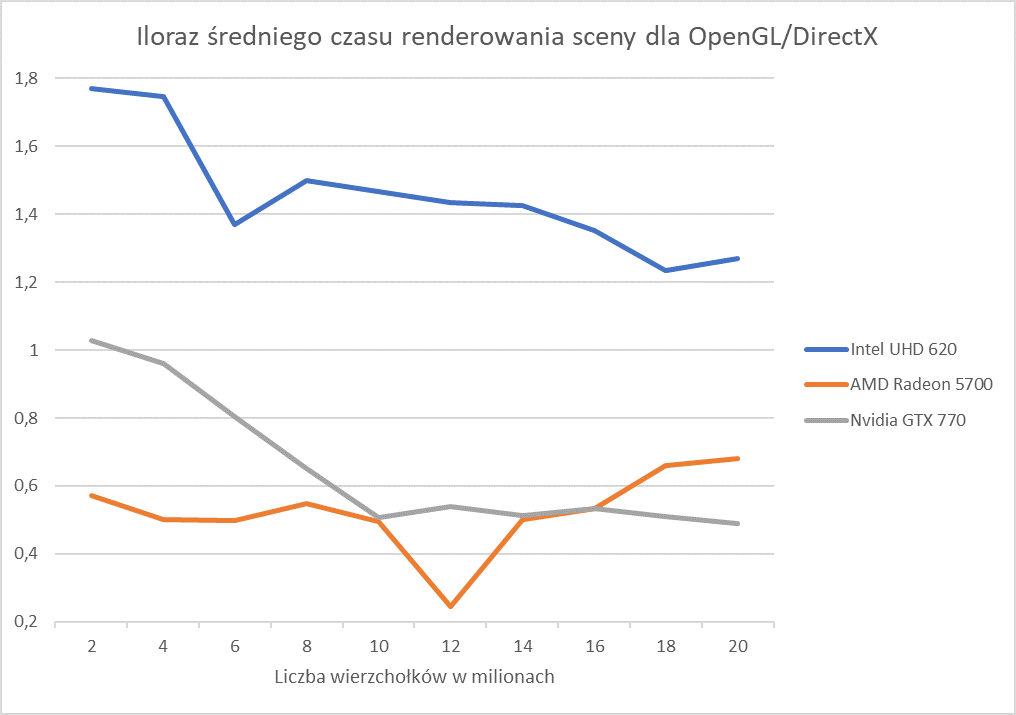 Iloraz średniego czasu renderowania sceny dla OpenGL/DirectX
1,8
1,6
1,4
1,2
1
0,8
0,6
0,4
0,2
2 4 6 8 10 12 14 16 18 20
Liczba wierzchołków w milionach
Intel UHD 620
AMD Radeon 5700
Nvidia GTX 770